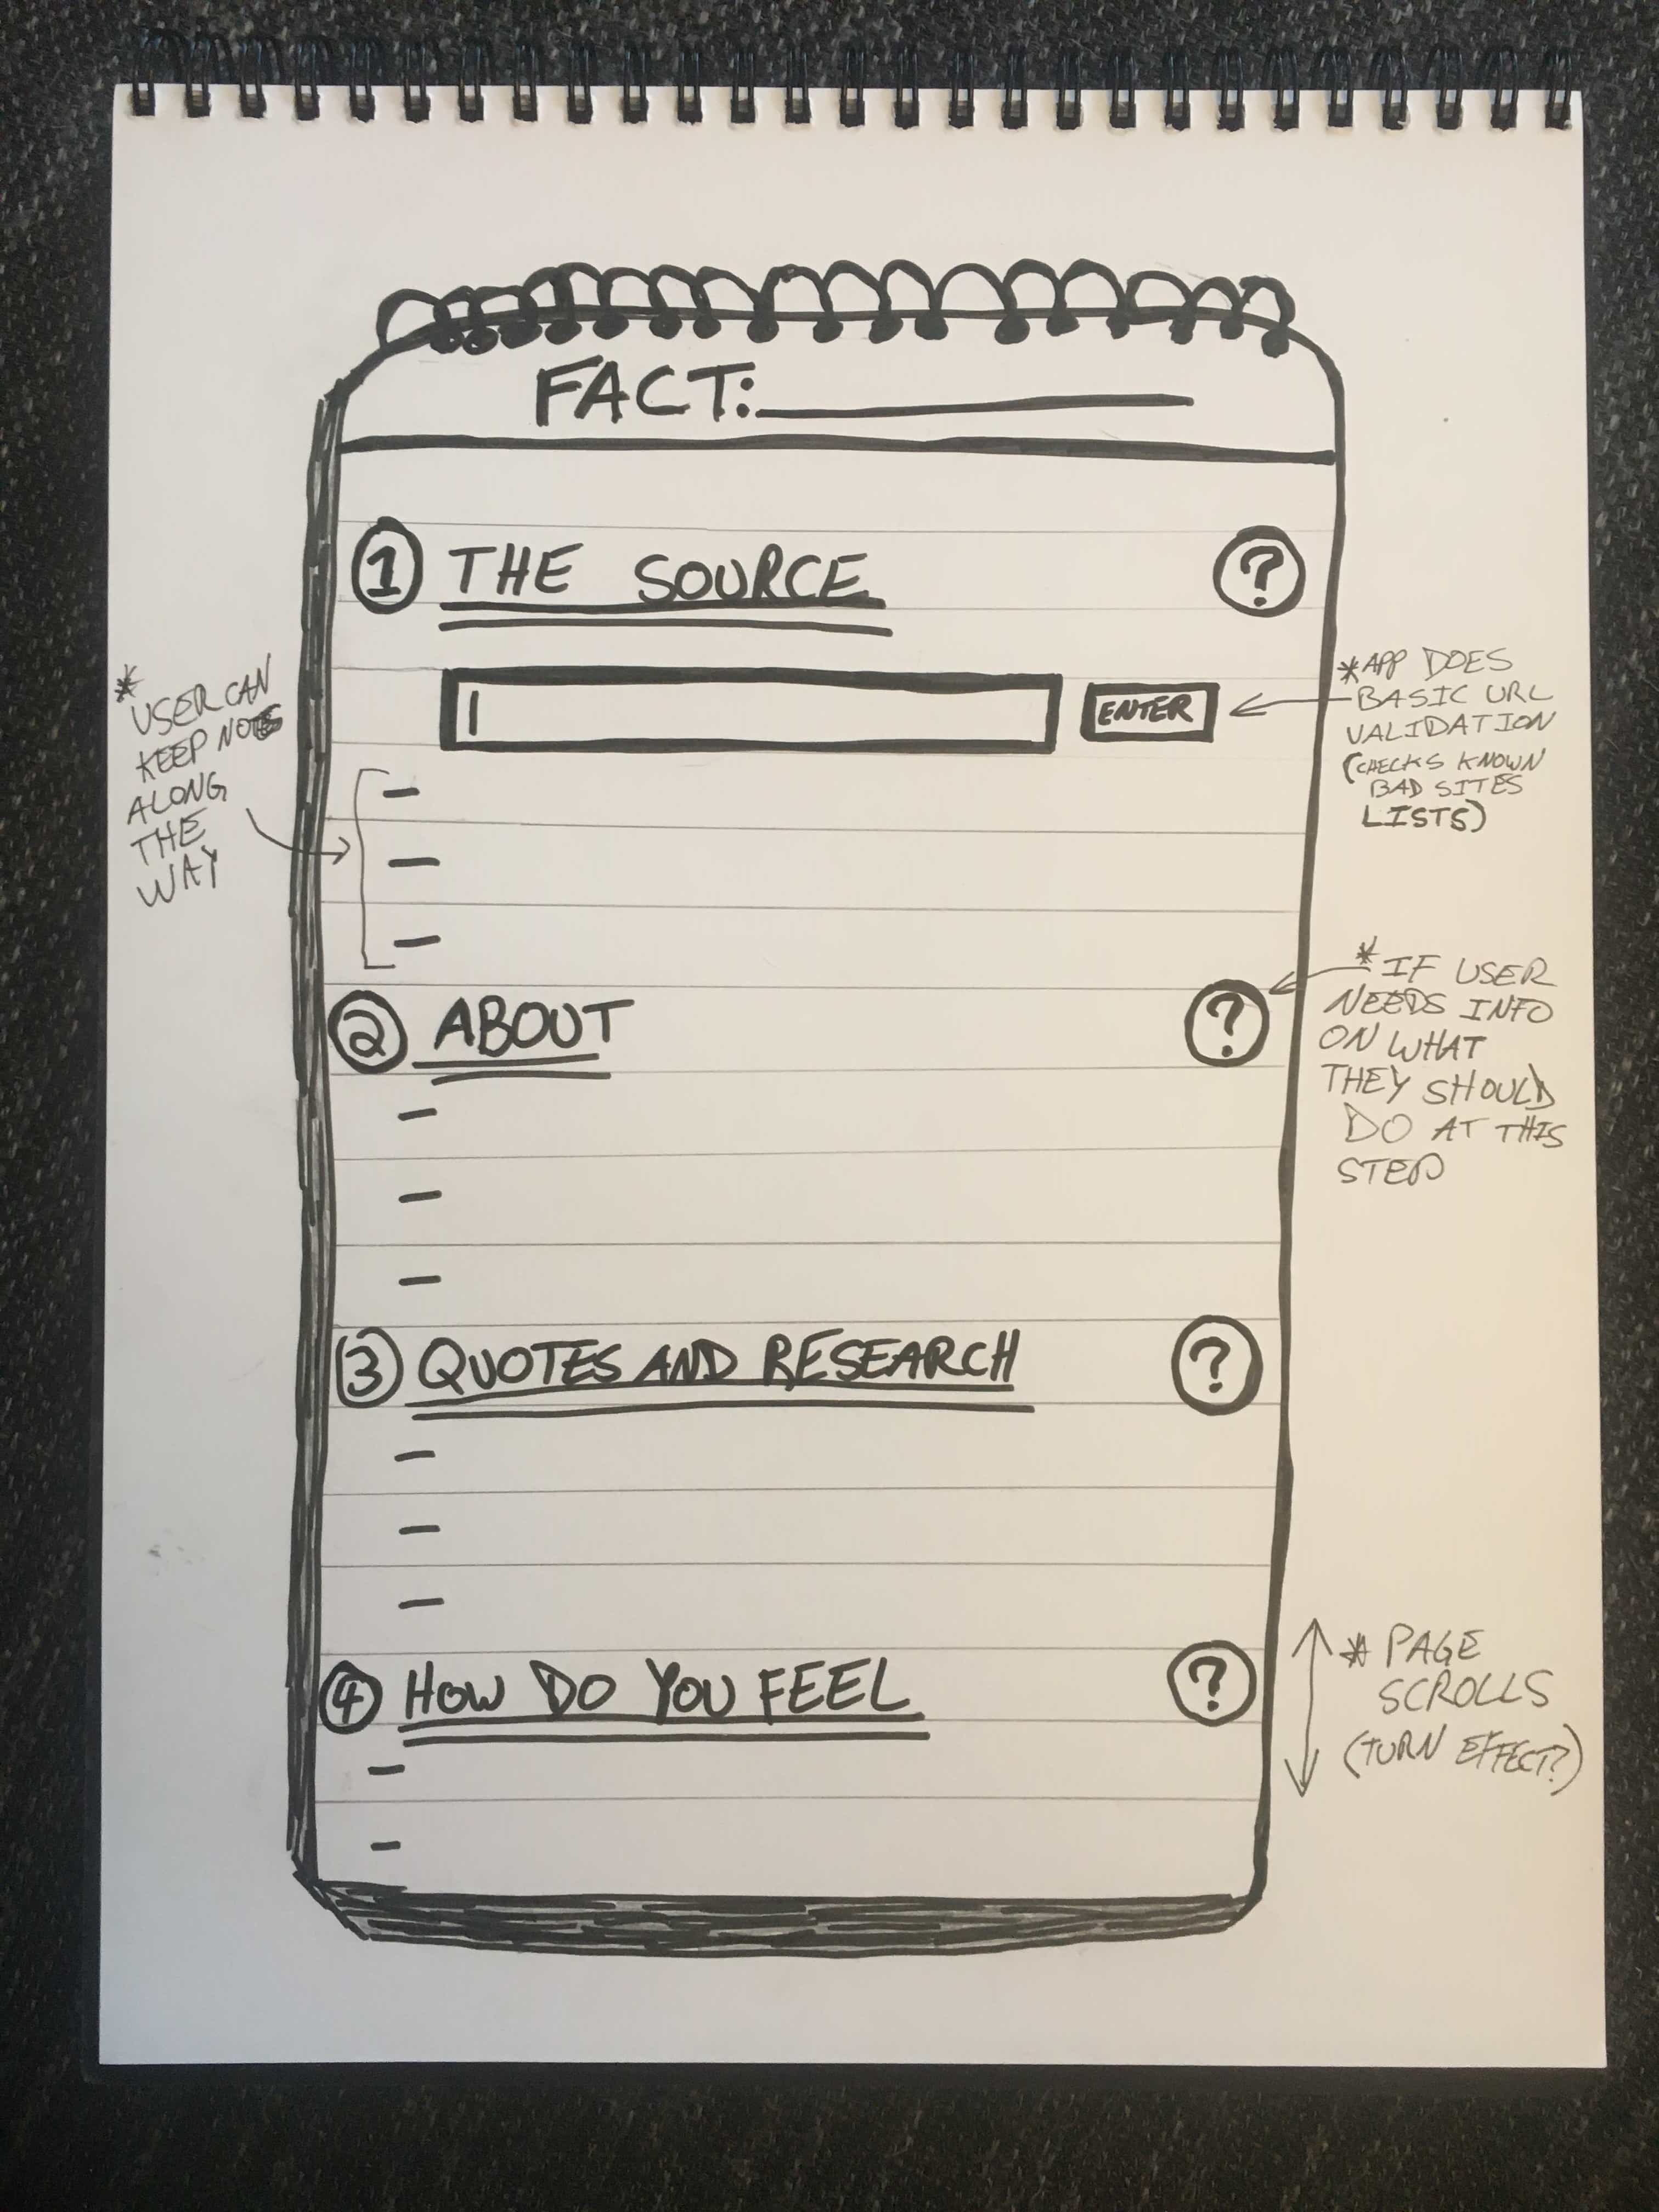 FACT:
① THE SOURCE ?
ENTER
* USER CAN
KEEP NOTES
ALONG
THE
WAY
* APP DOES
BASIC URL
VALIDATION
(CHECKS KNOWN
BAD SITES
LISTS)
② ABOUT ?
* IF USER
NEEDS INFO
ON WHAT
THEY SHOULD
DO AT THIS
STEP
③ QUOTES AND RESEARCH ?
④ HOW DO YOU FEEL ?
* PAGE
SCROLLS
(TURN EFFECT?)